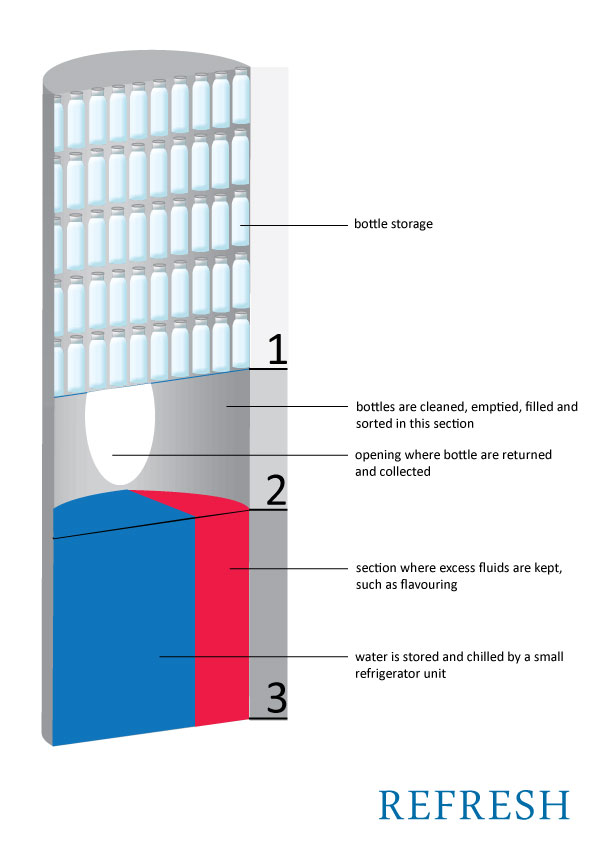 bottle storage
1
bottles are cleaned, emptied, filled and
sorted in this section
opening where bottle are returned
and collected
2
section where excess fluids are kept,
such as flavouring
water is stored and chilled by a small
refrigerator unit
3
REFRESH